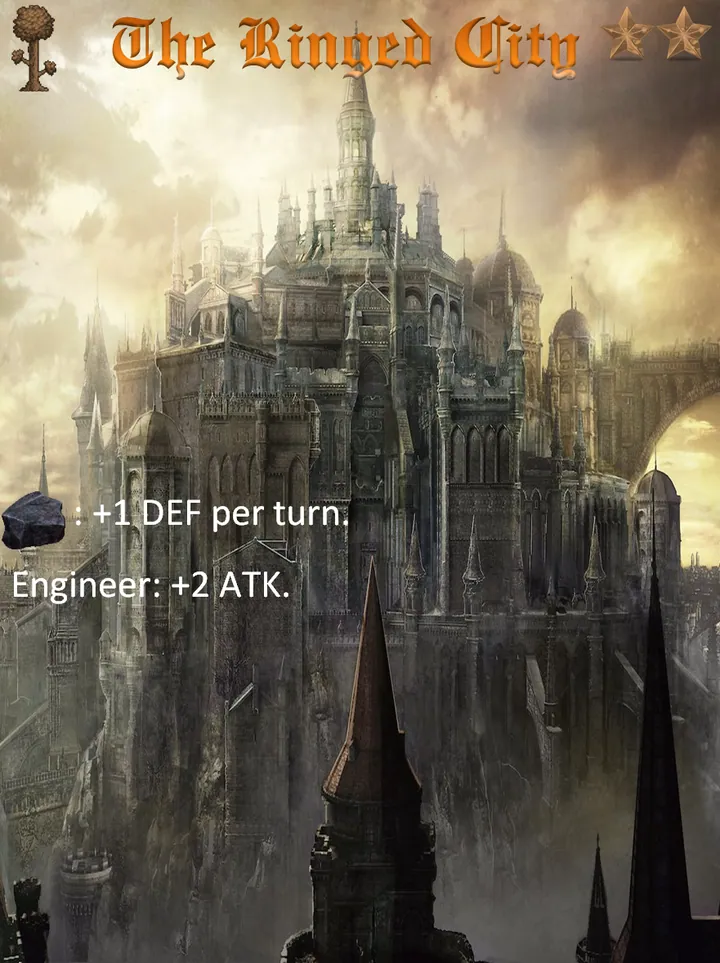 The Ringed City
: +1 DEF per turn.
Engineer: +2 ATK.